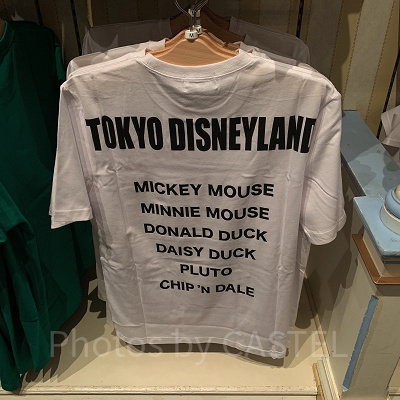 M
TOKYO DISNEYLAND
MICKEY MOUSE
MINNIE MOUSE
DONALD DUCK
DAISY DUCK
PLUTO
CHIP 'N DALE
Photos by CASTEL